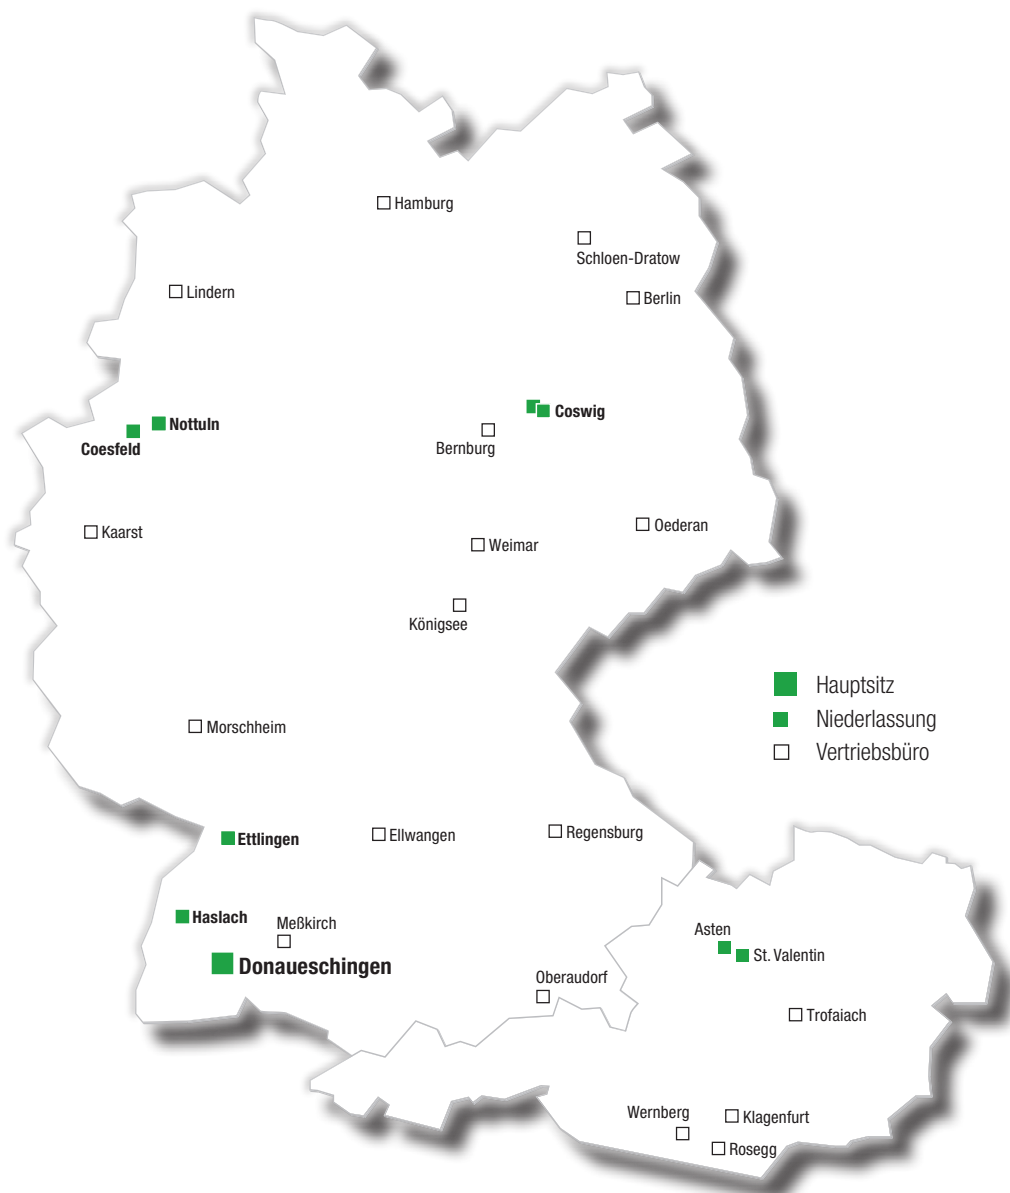 Hamburg
Schloen-Dratow
Lindern
Berlin
Coswig
Nottuln
Bernburg
Coesfeld
Oederan
Kaarst
Weimar
Königsee
Hauptsitz
Niederlassung
Morschheim
Vertriebsbüro
Regensburg
Ellwangen
Ettlingen
Haslach
Meßkirch
Asten
St. Valentin
Donaueschingen
Oberaudorf
Trofaiach
Wernberg
Klagenfurt
Rosegg